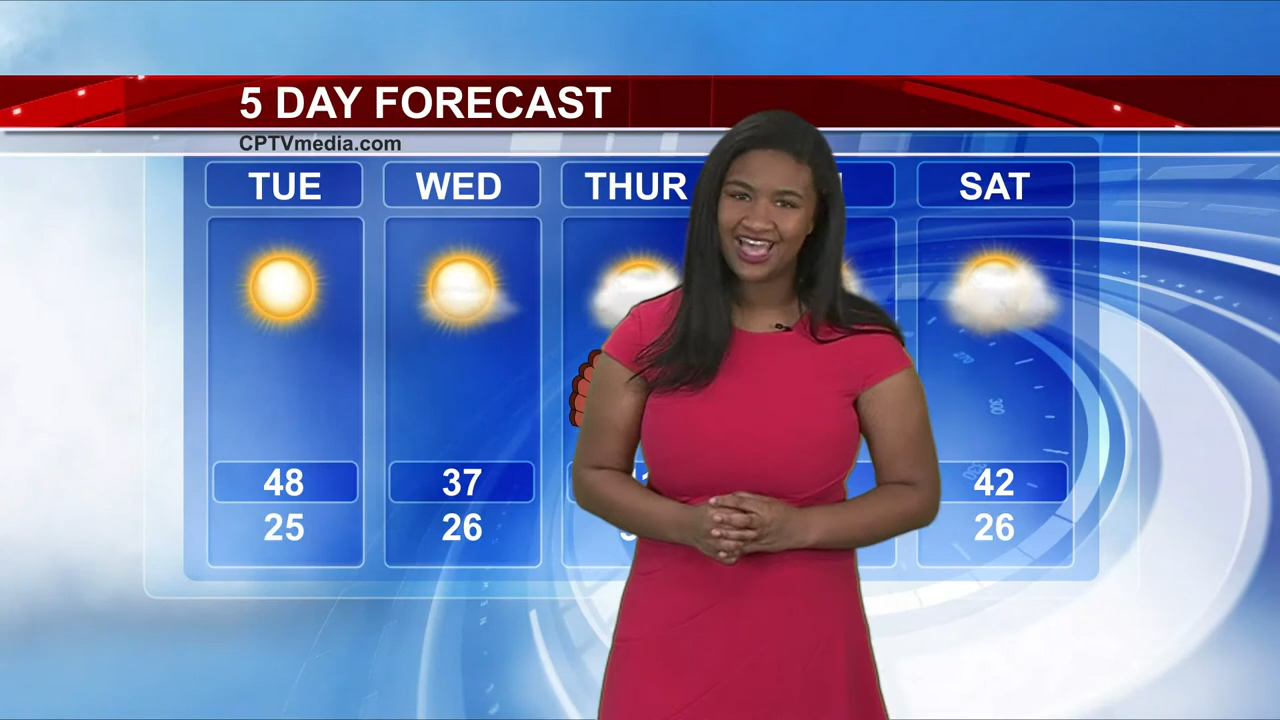 5 DAY FORECAST
CPTVmedia.com
TUE WED THUR SAT
48 37 42
25 26 26